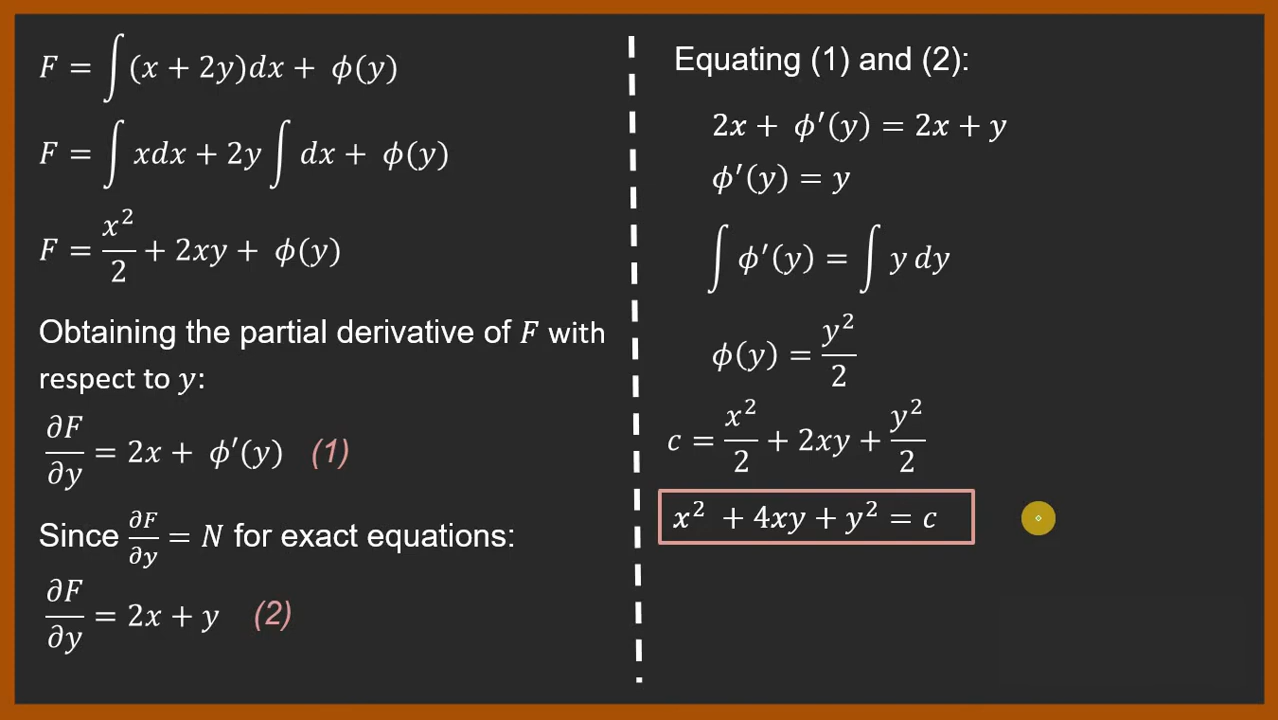 F = ∫(x + 2y)dx + ϕ(y)
F = ∫ xdx + 2y ∫ dx + ϕ(y)
F = x²/2 + 2xy + ϕ(y)
Obtaining the partial derivative of F with
respect to y:
∂F/∂y = 2x + ϕ′(y) (1)
Since ∂F/∂y = N for exact equations:
∂F/∂y = 2x + y (2)
Equating (1) and (2):
2x + ϕ′(y) = 2x + y
ϕ′(y) = y
∫ ϕ′(y) = ∫ y dy
ϕ(y) = y²/2
c = x²/2 + 2xy + y²/2
x² + 4xy + y² = c